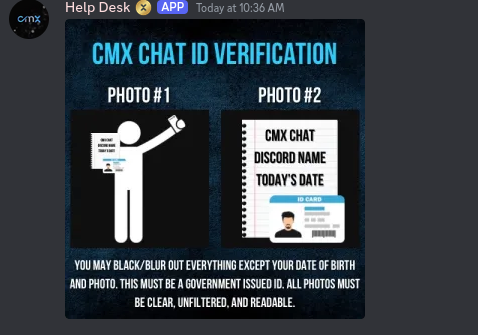 cmx
Help Desk APP Today at 10:36 AM
CMX CHAT ID VERIFICATION
PHOTO #1
PHOTO #2
CMX CHAT
DISCORD NAME
TODAY'S DATE
CMX CHAT
DISCORD NAME
TODAY'S DATE
ID CARD
YOU MAY BLACK/BLUR OUT EVERYTHING EXCEPT YOUR DATE OF BIRTH
AND PHOTO. THIS MUST BE A GOVERNMENT ISSUED ID. ALL PHOTOS MUST
BE CLEAR, UNFILTERED, AND READABLE.